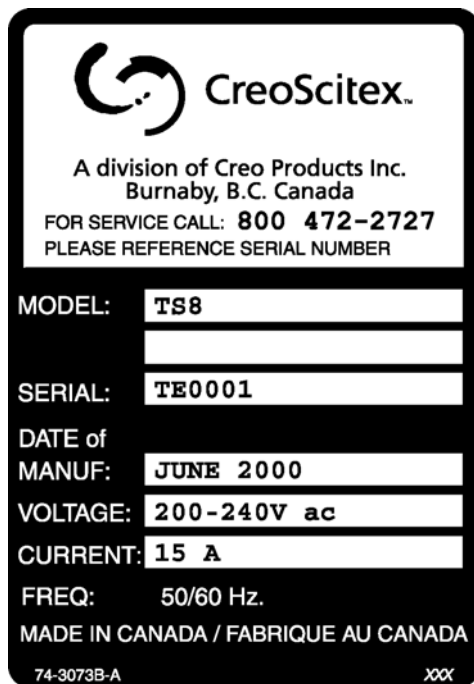 CreoScitex™
A division of Creo Products Inc.
Burnaby, B.C. Canada
FOR SERVICE CALL: 800 472-2727
PLEASE REFERENCE SERIAL NUMBER
MODEL: TS8
SERIAL: TE0001
DATE of
MANUF: JUNE 2000
VOLTAGE: 200-240V ac
CURRENT: 15 A
FREQ: 50/60 Hz.
MADE IN CANADA / FABRIQUE AU CANADA
74-3073B-A XXX